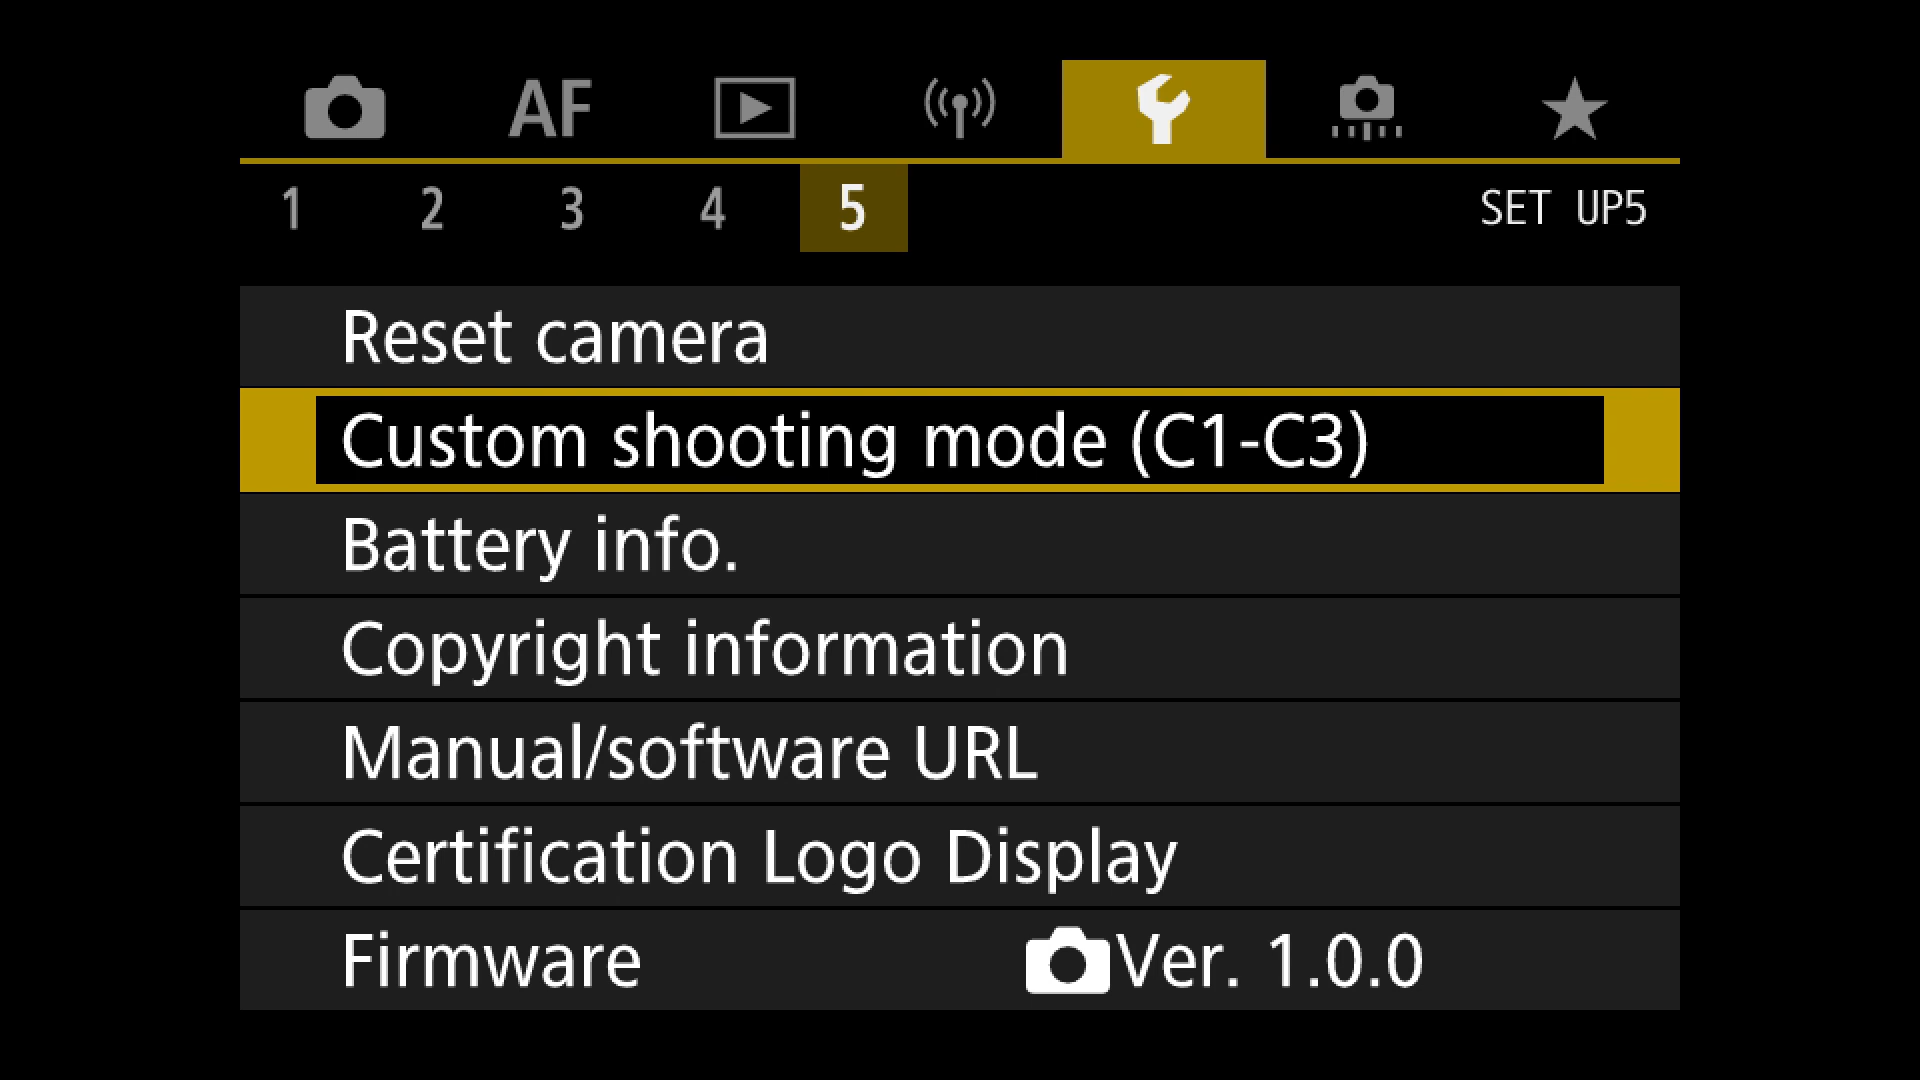 AF
1 2 3 4 5 SET UP5
Reset camera
Custom shooting mode (C1-C3)
Battery info.
Copyright information
Manual/software URL
Certification Logo Display
Firmware Ver. 1.0.0